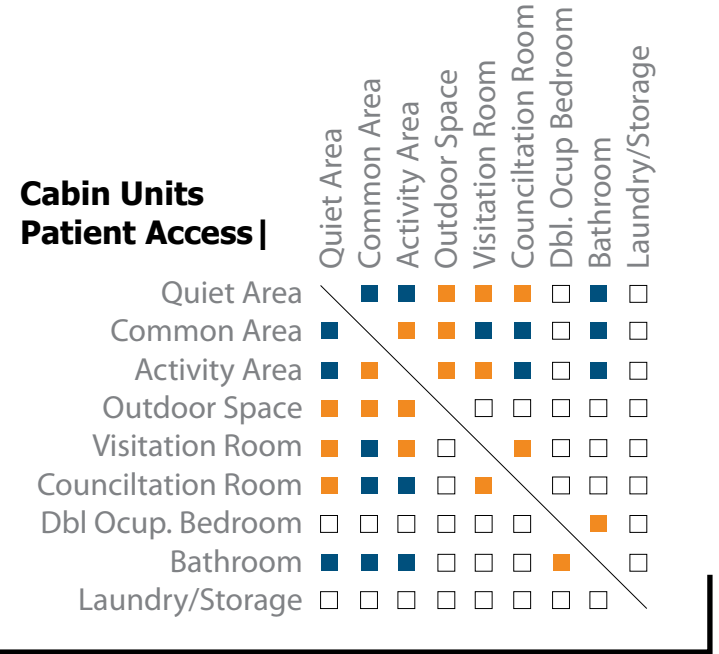 Quiet Area
Common Area
Activity Area
Outdoor Space
Visitation Room
Counciltation Room
Dbl. Ocup Bedroom
Bathroom
Laundry/Storage
Cabin Units
Patient Access|
Quiet Area
Common Area
Activity Area
Outdoor Space
Visitation Room
Counciltation Room
Dbl Ocup. Bedroom
Bathroom
Laundry/Storage